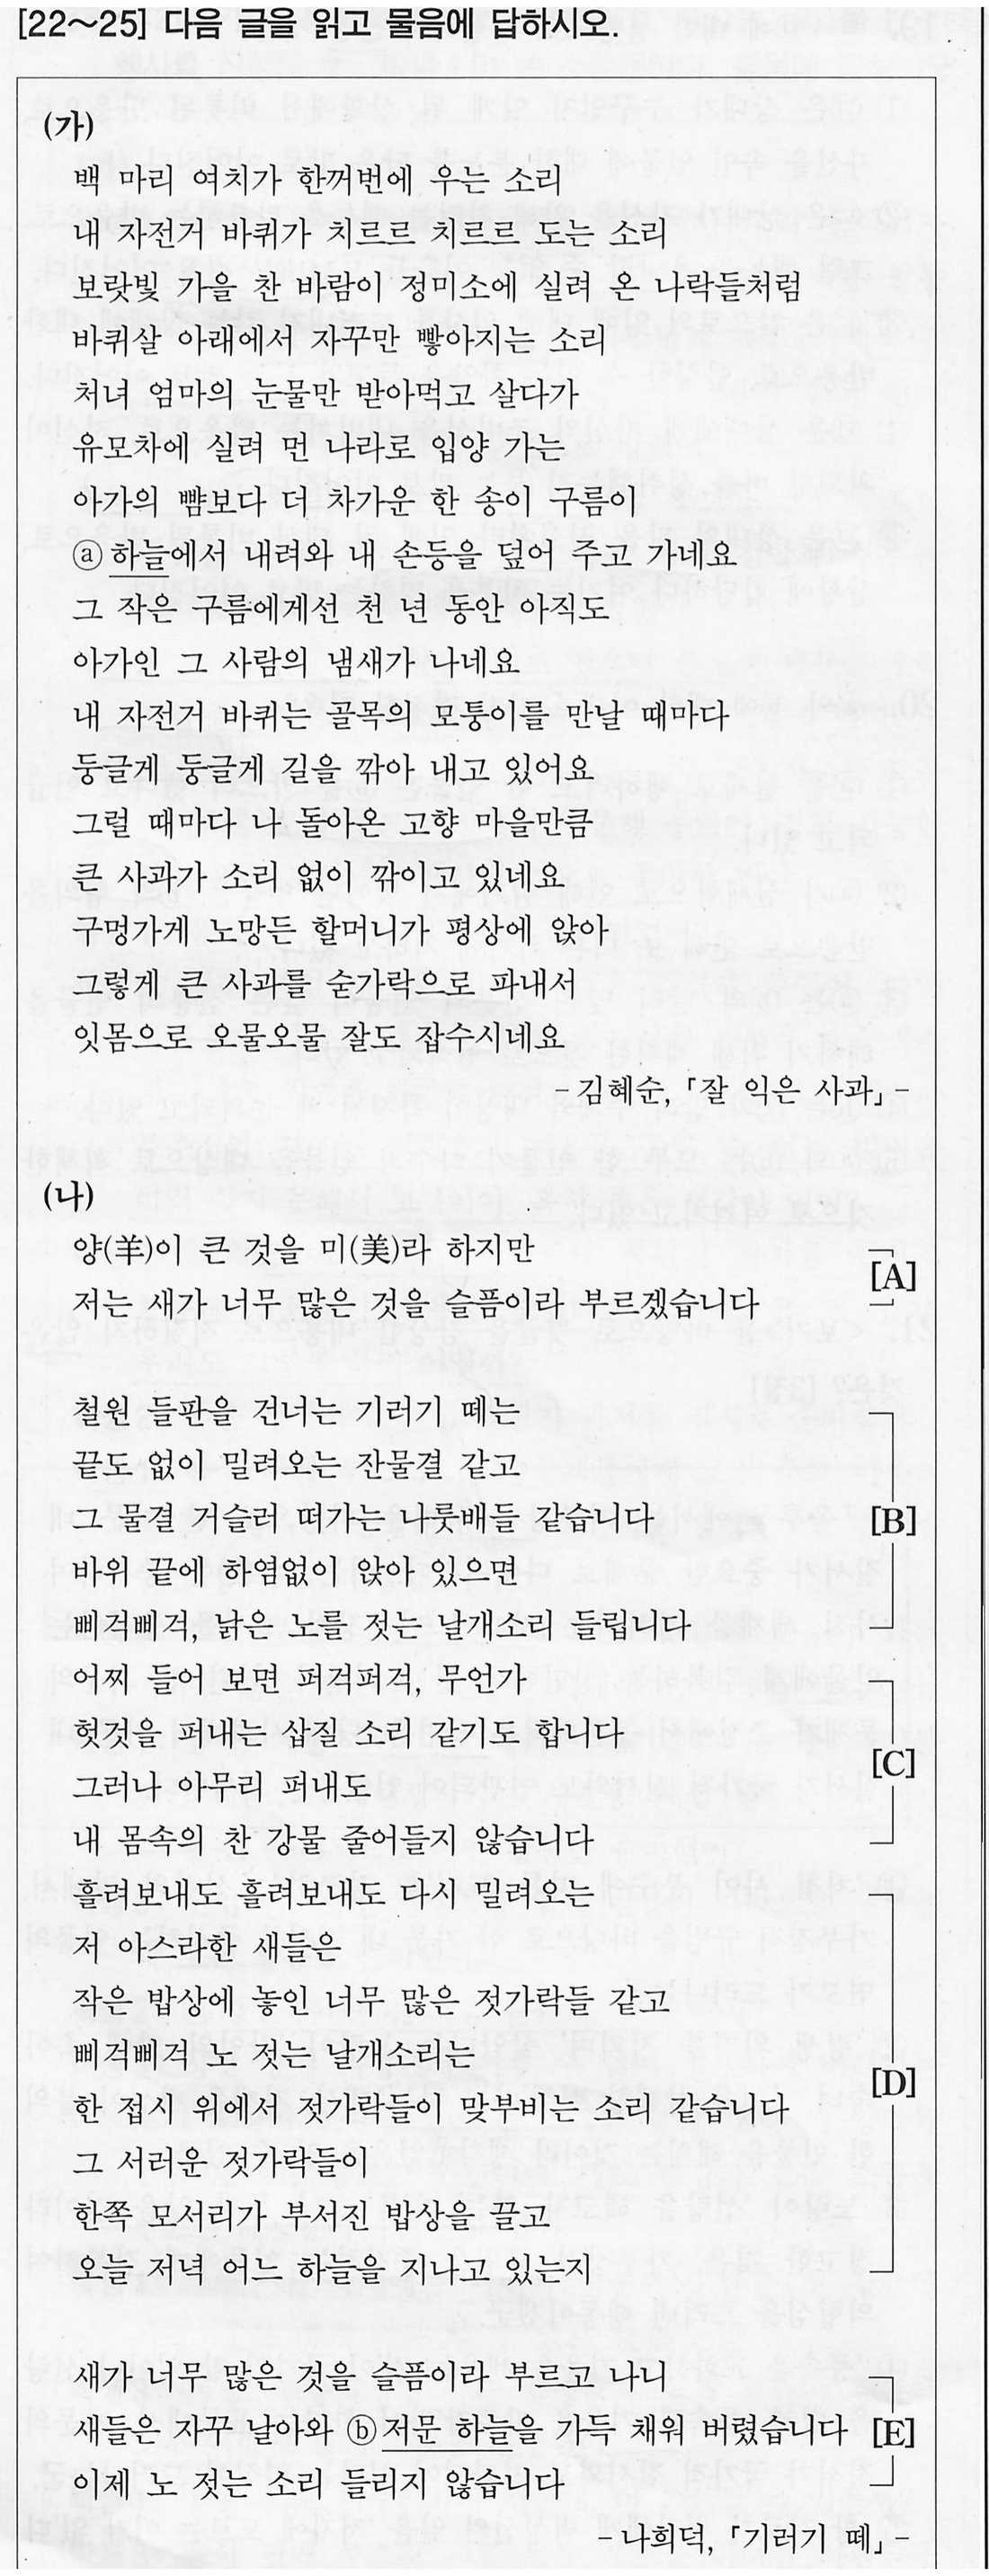 [22～25] 다음 글을 읽고 물음에 답하시오.
(가)
백 마리 여치가 한꺼번에 우는 소리
내 자전거 바퀴가 치르르 치르르 도는 소리
보랏빛 가을 찬 바람이 정미소에 실려 온 나락들처럼
바퀴살 아래에서 자꾸만 빻아지는 소리
처녀 엄마의 눈물만 받아먹고 살다가
유모차에 실려 먼 나라로 입양 가는
아가의 뺨보다 더 차가운 한 송이 구름이
ⓐ하늘에서 내려와 내 손등을 덮어 주고 가네요
그 작은 구름에게선 천 년 동안 아직도
아가인 그 사람의 냄새가 나네요
내 자전거 바퀴는 골목의 모퉁이를 만날 때마다
둥글게 둥글게 길을 깎아 내고 있어요
그럴 때마다 나 돌아온 고향 마을만큼
큰 사과가 소리 없이 깎이고 있네요
구멍가게 노망든 할머니가 평상에 앉아
그렇게 큰 사과를 숟가락으로 파내서
잇몸으로 오물오물 잘도 잡수시네요
- 김혜순, 「잘 익은 사과」 -
(나)
양(羊)이 큰 것을 미(美)라 하지만
저는 새가 너무 많은 것을 슬픔이라 부르겠습니다
[A]
철원 들판을 건너는 기러기 떼는
끝도 없이 밀려오는 잔물결 같고
그 물결 거슬러 떠가는 나룻배들 같습니다
[B]
바위 끝에 하염없이 앉아 있으면
삐걱삐걱, 낡은 노를 젓는 날개소리 들립니다
어찌 들어 보면 퍼걱퍼걱, 무언가
헛것을 퍼내는 삽질 소리 같기도 합니다
[C]
그러나 아무리 퍼내도
내 몸속의 찬 강물 줄어들지 않습니다
흘려보내도 흘려보내도 다시 밀려오는
저 아스라한 새들은
작은 밥상에 놓인 너무 많은 젓가락들 같고
삐걱삐걱 노 젓는 날개소리는
[D]
한 접시 위에서 젓가락들이 맞부비는 소리 같습니다
그 서러운 젓가락들이
한쪽 모서리가 부서진 밥상을 끌고
오늘 저녁 어느 하늘을 지나고 있는지
새가 너무 많은 것을 슬픔이라 부르고 나니
새들은 자꾸 날아와 ⓑ저문 하늘을 가득 채워 버렸습니다
[E]
이제 노 젓는 소리 들리지 않습니다
- 나희덕, 「기러기 떼」 -